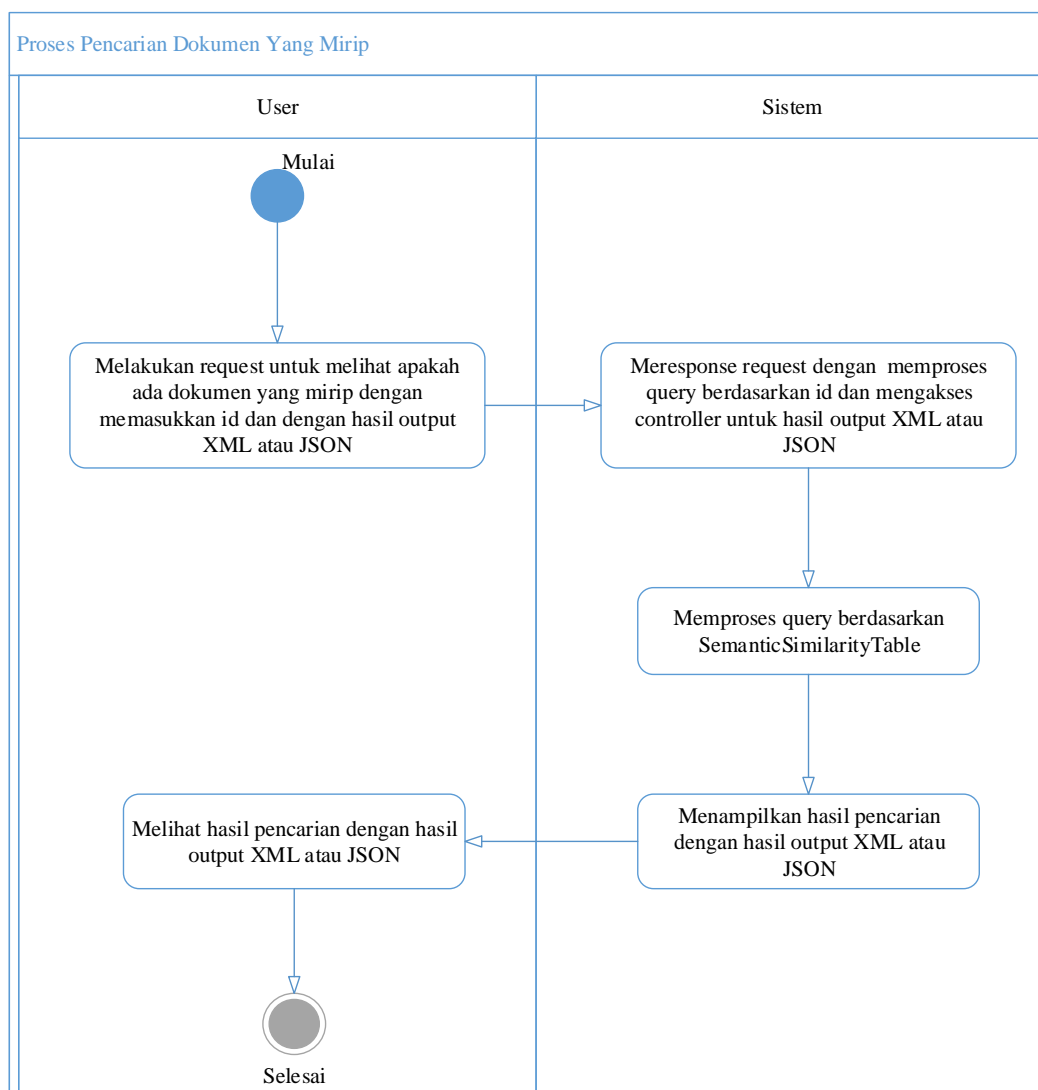 Proses Pencarian Dokumen Yang Mirip
User
Sistem
Mulai
Melakukan request untuk melihat apakah
ada dokumen yang mirip dengan
memasukkan id dan dengan hasil output
XML atau JSON
Meresponse request dengan  memproses
query berdasarkan id dan mengakses
controller untuk hasil output XML atau
JSON
Memproses query berdasarkan
SemanticSimilarityTable
Menampilkan hasil pencarian
dengan hasil output XML atau
JSON
Melihat hasil pencarian dengan hasil
output XML atau JSON
Selesai